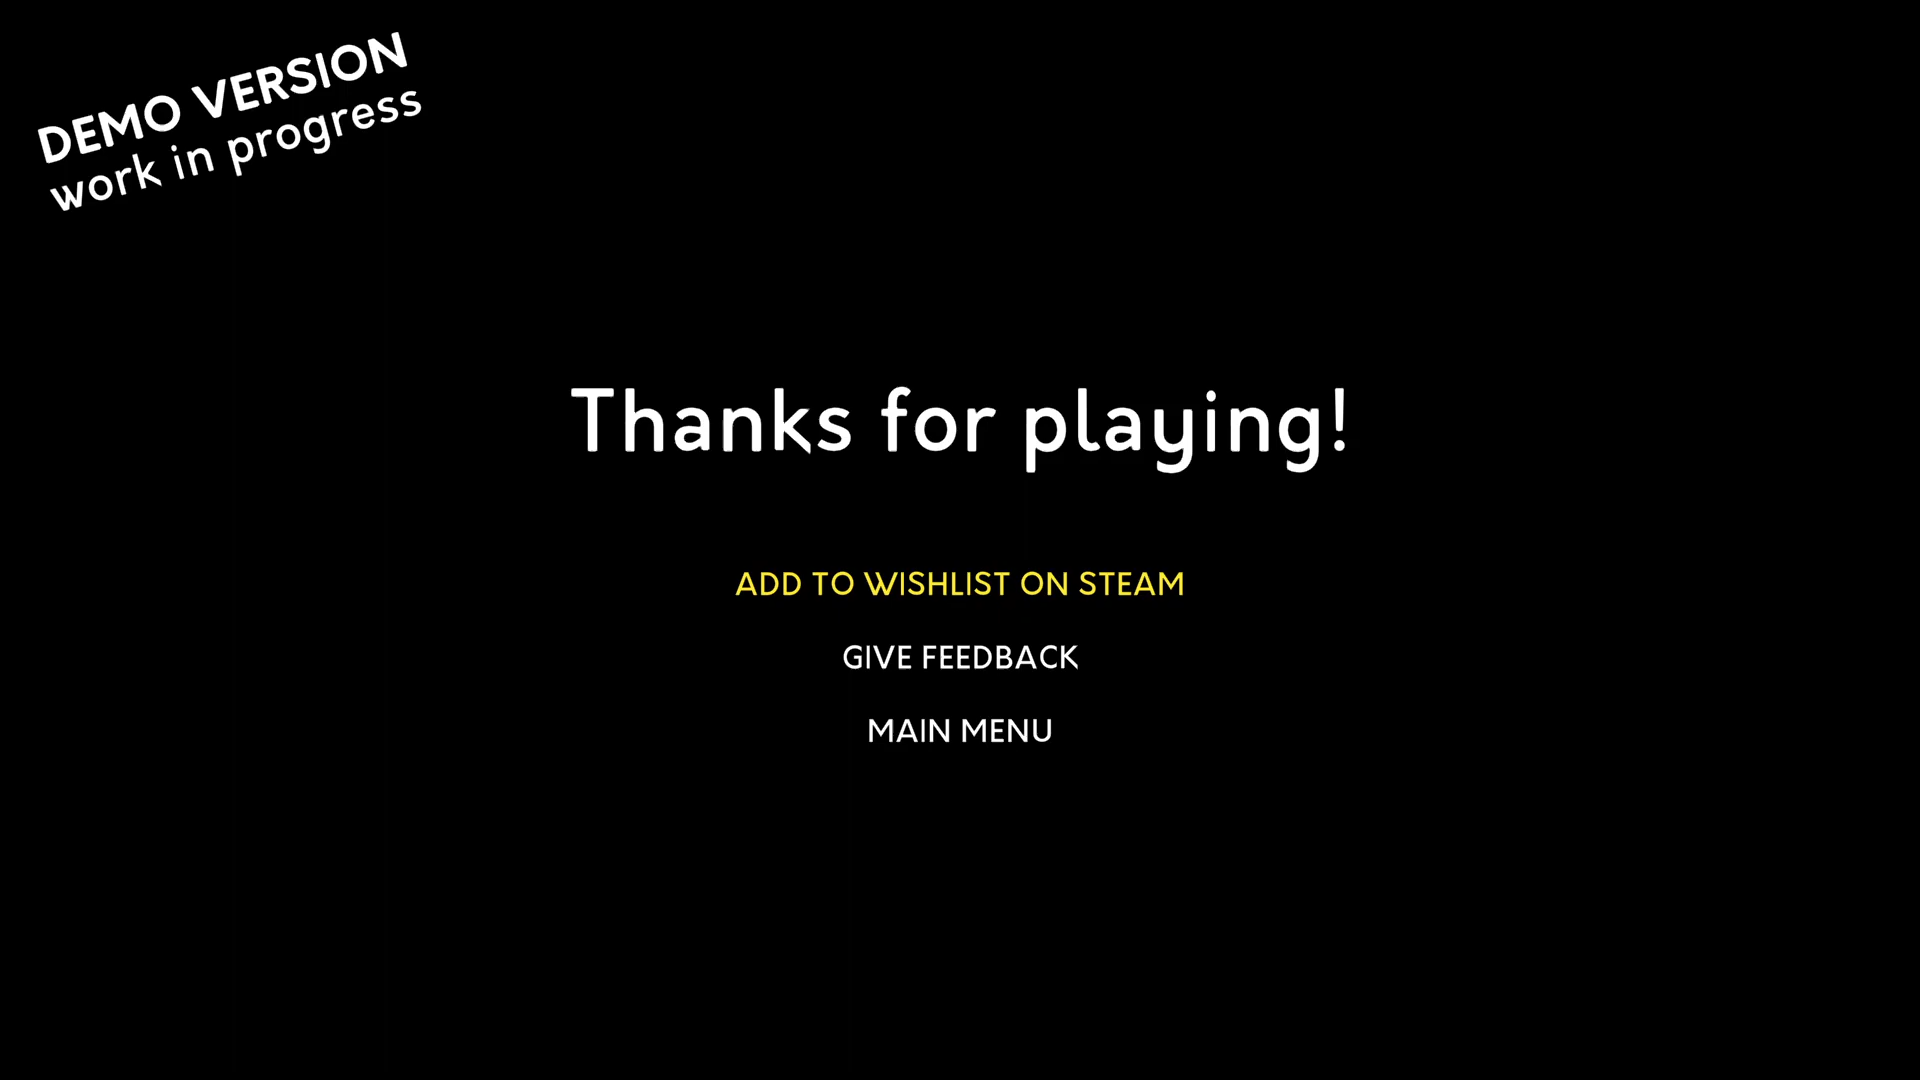 DEMO VERSION
work in progress
Thanks for playing!
ADD TO WISHLIST ON STEAM
GIVE FEEDBACK
MAIN MENU